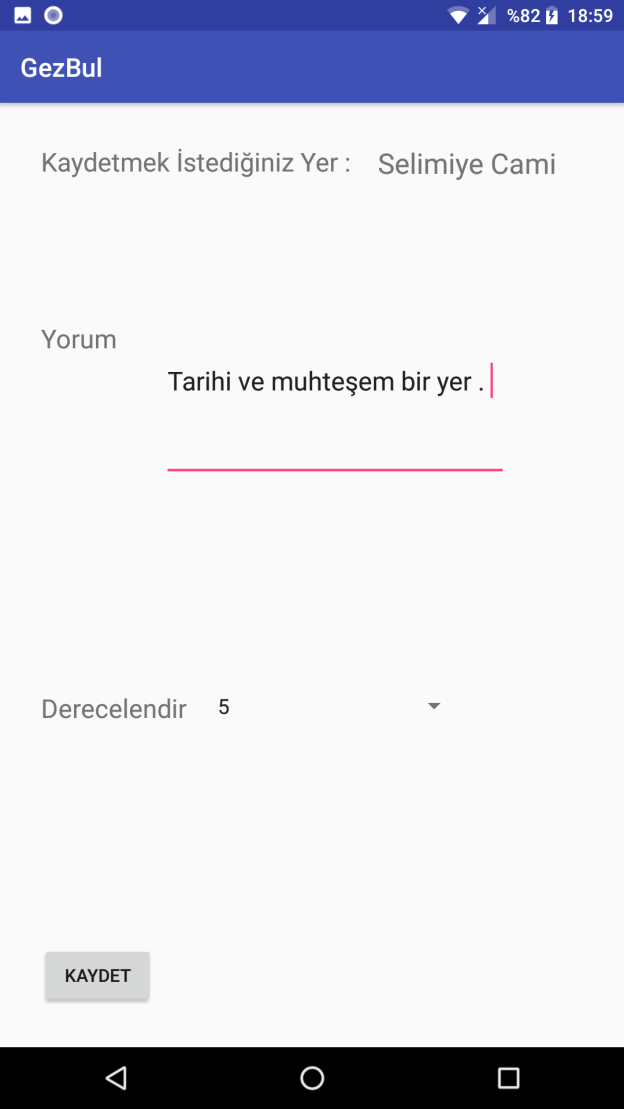 %82 18:59
GezBul
Kaydetmek İstediğiniz Yer : Selimiye Cami
Yorum
Tarihi ve muhteşem bir yer .
Derecelendir 5
KAYDET